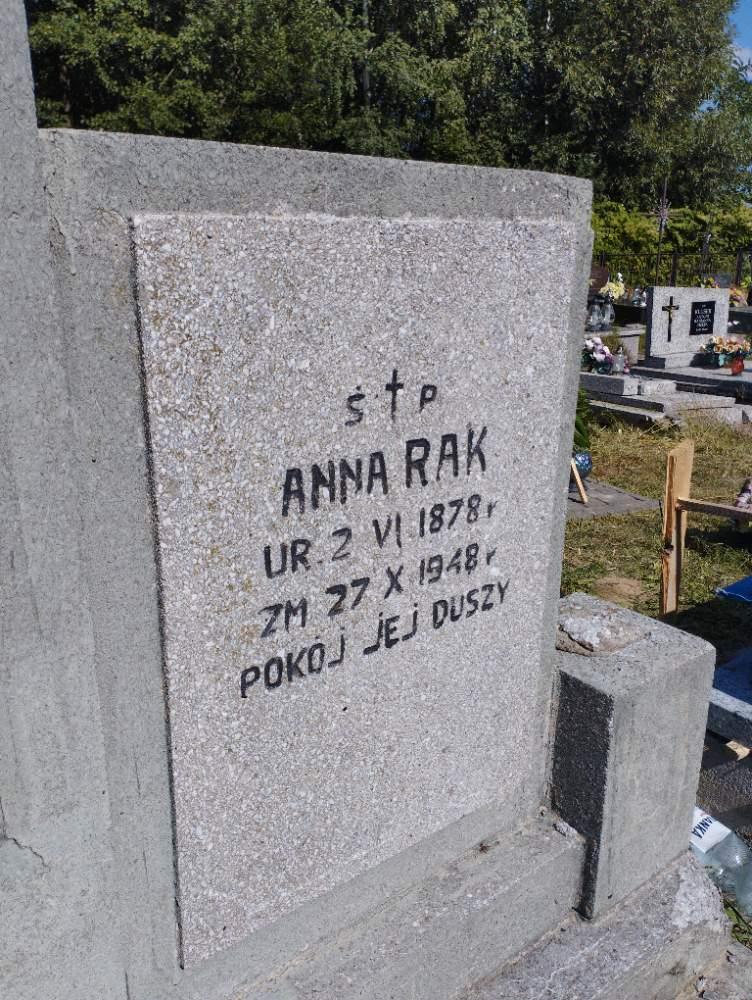 Ś † P
ANNA RAK
UR. 2 VI 1878 r
ZM 27 X 1948 r
POKÓJ JEJ DUSZY